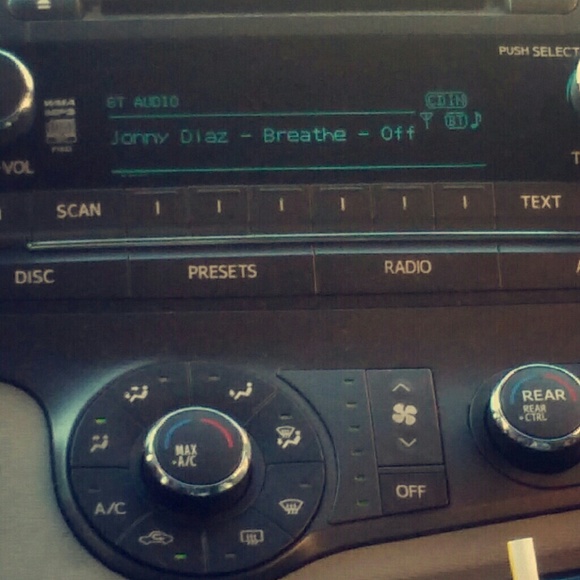 PUSH SELECT
WMA
MP3
BT AUDIO
CD IN
BT
Jonny Diaz - Breathe - Off
VOL
SCAN
TEXT
DISC
PRESETS
RADIO
MAX
A/C
REAR
REAR
CTRL
A/C
OFF